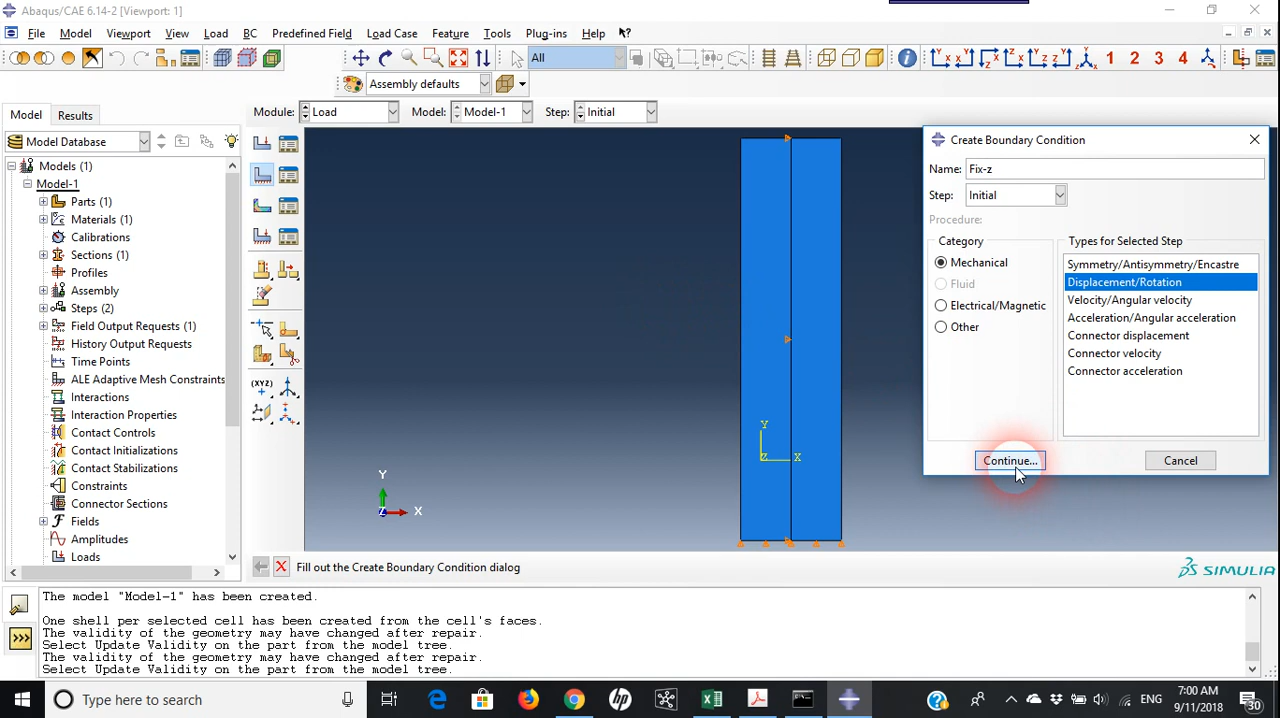 Abaqus/CAE 6.14-2 [Viewport: 1]
File Model Viewport View Load BC Predefined Field Load Case Feature Tools Plug-ins Help
All
1 2 3 4
Assembly defaults
Model Results
Module: Load Model: Model-1 Step: Initial
Model Database
Models (1)
Model-1
Parts (1)
Materials (1)
Calibrations
Sections (1)
Profiles
Assembly
Steps (2)
Field Output Requests (1)
History Output Requests
Time Points
ALE Adaptive Mesh Constraints
Interactions
Interaction Properties
Contact Controls
Contact Initializations
Contact Stabilizations
Constraints
Connector Sections
Fields
Amplitudes
Loads
(XYZ)
Y
Z X
Y
Z X
Create Boundary Condition
Name: Fix-z
Step: Initial
Procedure:
Category
Mechanical
Fluid
Electrical/Magnetic
Other
Types for Selected Step
Symmetry/Antisymmetry/Encastre
Displacement/Rotation
Velocity/Angular velocity
Acceleration/Angular acceleration
Connector displacement
Connector velocity
Connector acceleration
Continue... Cancel
Fill out the Create Boundary Condition dialog
SIMULIA
The model "Model-1" has been created.
One shell per selected cell has been created from the cell's faces.
The validity of the geometry may have changed after repair.
Select Update Validity on the part from the model tree.
The validity of the geometry may have changed after repair.
Select Update Validity on the part from the model tree.
Type here to search
ENG
7:00 AM
9/11/2018
30